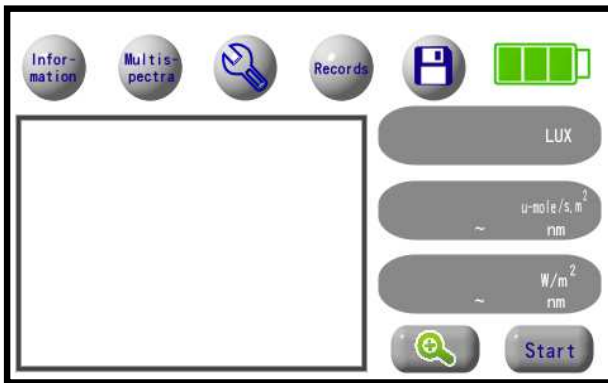 Infor-
mation
Multis-
pectra
Records
LUX
u-mole/s,m²
~ nm
W/m²
~ nm
Start